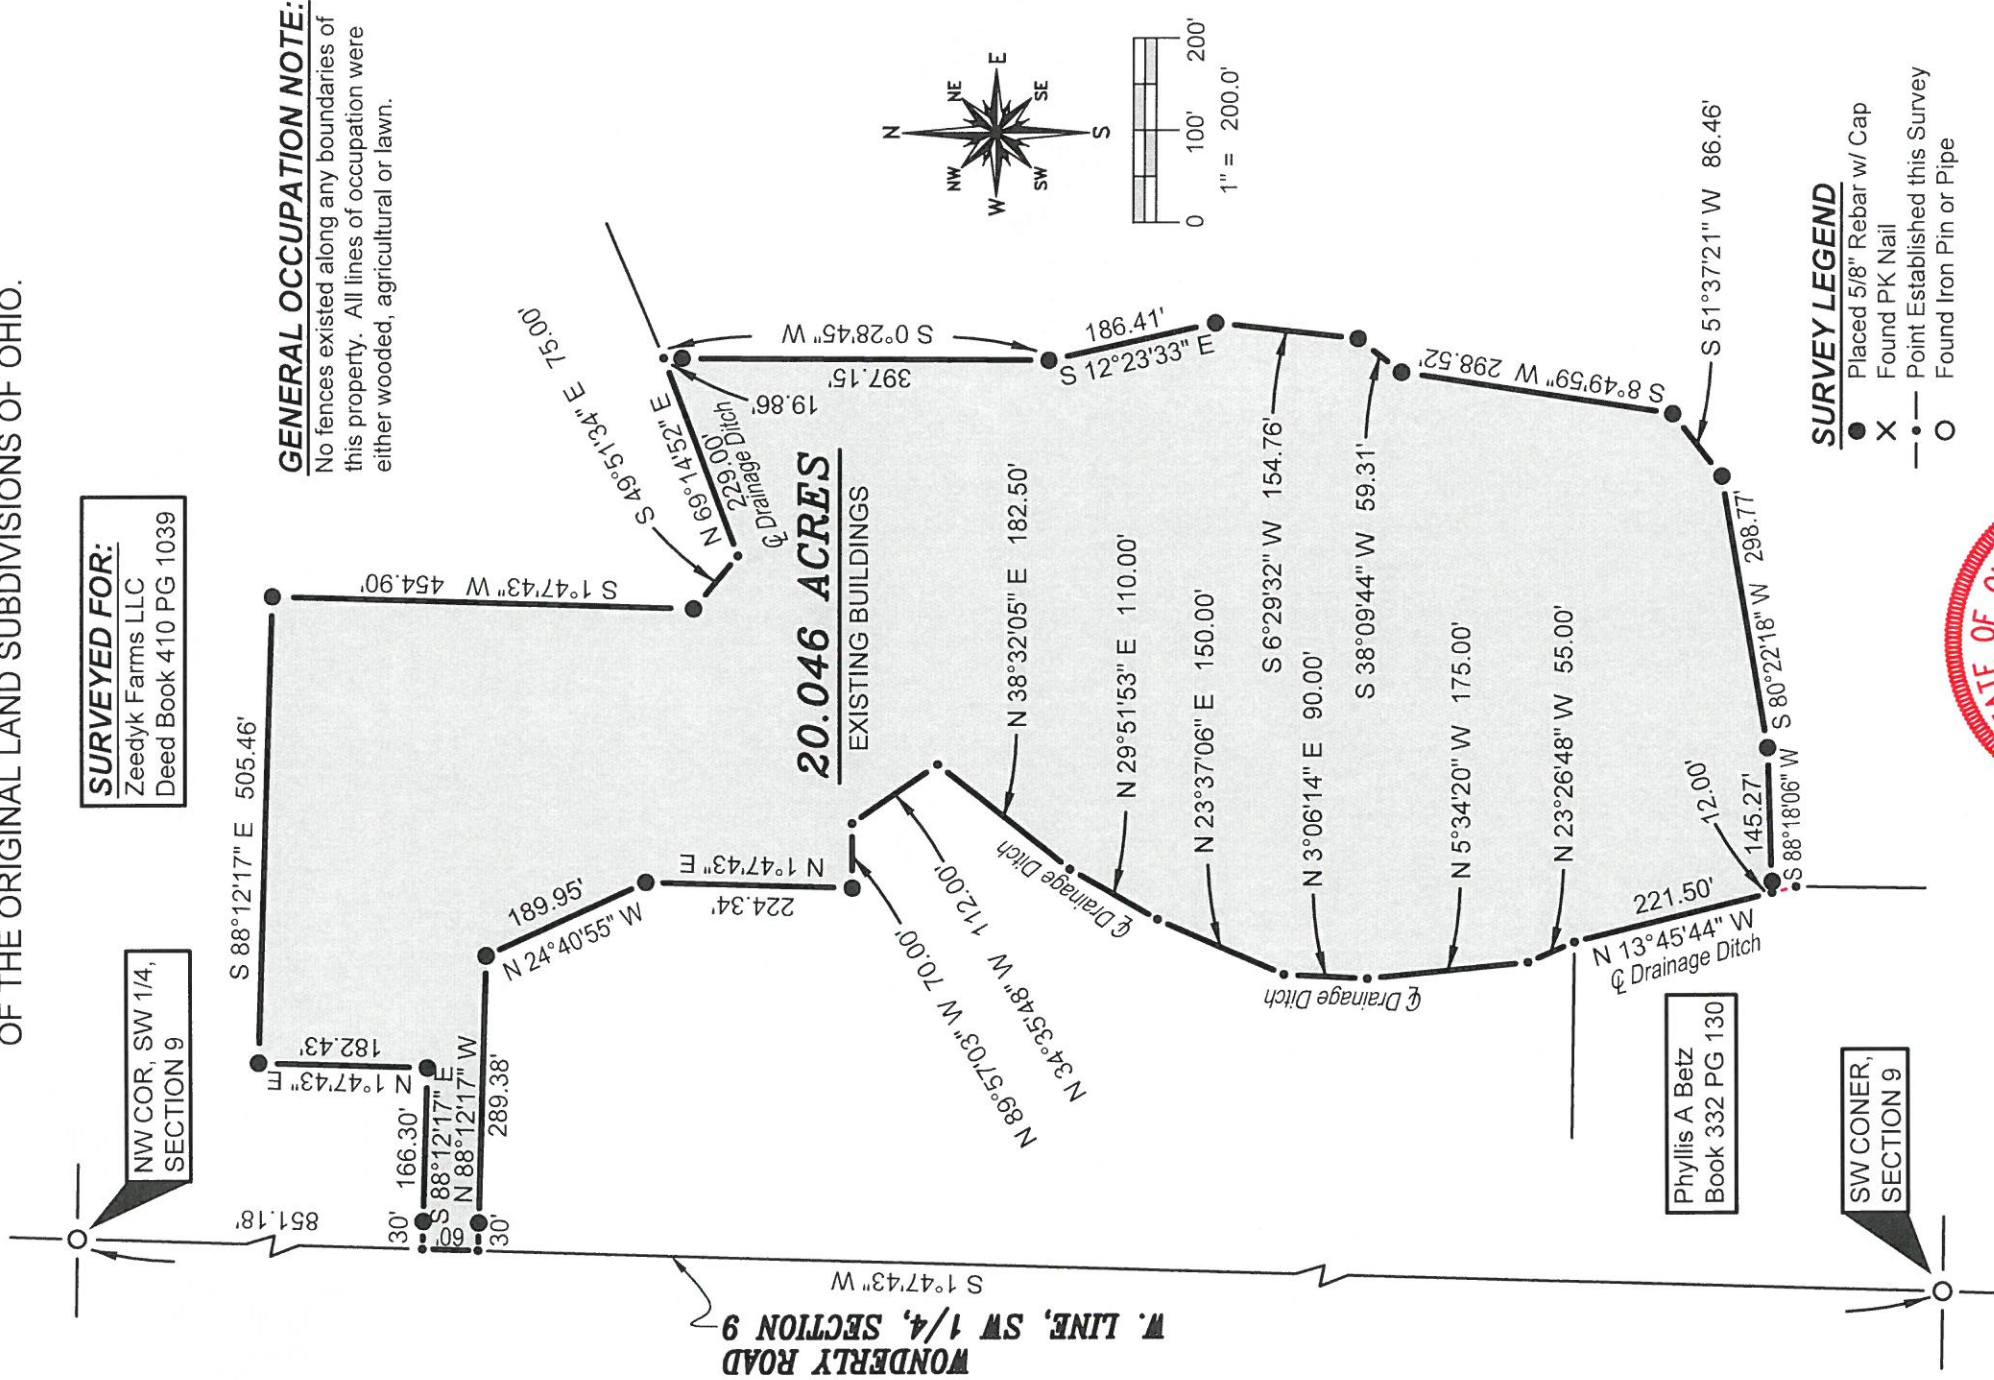 OF THE ORIGINAL LAND SUBDIVISIONS OF OHIO.
SURVEYED FOR:
Zeedyk Farms LLC
Deed Book 410 PG 1039
GENERAL OCCUPATION NOTE:
No fences existed along any boundaries of
this property. All lines of occupation were
either wooded, agricultural or lawn.
NW COR, SW 1/4,
SECTION 9
851.18'
S 88°12'17" E 505.46'
N 1°47'43" E
182.43'
30'
166.30'
S 88°12'17" E
60'
N 88°12'17" W
30'
289.38'
189.95'
N 24°40'55" W
N 1°47'43" E
224.34'
N 89°57'03" W 70.00'
N 34°35'48" W 112.00'
S 1°47'43" W 454.90'
S 49°51'34" E 75.00'
N 69°14'52" E
229.00'
℄ Drainage Ditch
19.86'
S 0°28'45" W
397.15'
S 12°23'33" E
186.41'
20.046 ACRES
EXISTING BUILDINGS
N
NE
E
SE
S
SW
W
NW
0 100' 200'
1" = 200.0'
N 38°32'05" E 182.50'
N 29°51'53" E 110.00'
N 23°37'06" E 150.00'
S 6°29'32" W 154.76'
N 3°06'14" E 90.00'
S 38°09'44" W 59.31'
N 5°34'20" W 175.00'
N 23°26'48" W 55.00'
S 8°49'59" W 298.52'
S 51°37'21" W 86.46'
S 80°22'18" W 298.77'
12.00'
145.27'
S 88°18'06" W
221.50'
N 13°45'44" W
℄ Drainage Ditch
Drainage Ditch
℄ Drainage Ditch
Drainage Ditch
℄ Drainage Ditch
Phyllis A Betz
Book 332 PG 130
SW CONER,
SECTION 9
S 1°47'43" W
W. LINE, SW 1/4, SECTION 9
WONDERLY ROAD
SURVEY LEGEND
Placed 5/8" Rebar w/ Cap
Found PK Nail
Point Established this Survey
Found Iron Pin or Pipe
OF